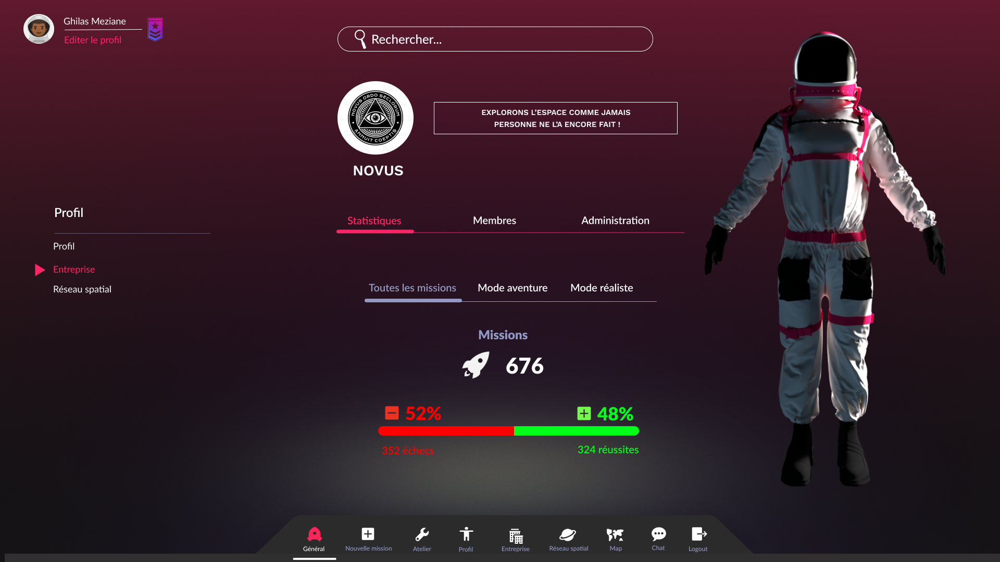 Ghilas Meziane
Editer le profil
Rechercher...
NOVUS ORDO SECLORUM
ANNUIT COEPTIS
EXPLORONS L'ESPACE COMME JAMAIS
PERSONNE NE L'A ENCORE FAIT !
NOVUS
Profil
Profil
Entreprise
Réseau spatial
Statistiques
Membres
Administration
Toutes les missions
Mode aventure
Mode réaliste
Missions
676
52%
48%
352 échecs
324 réussites
Général
Nouvelle mission
Atelier
Profil
Entreprise
Réseau spatial
Map
Chat
Logout